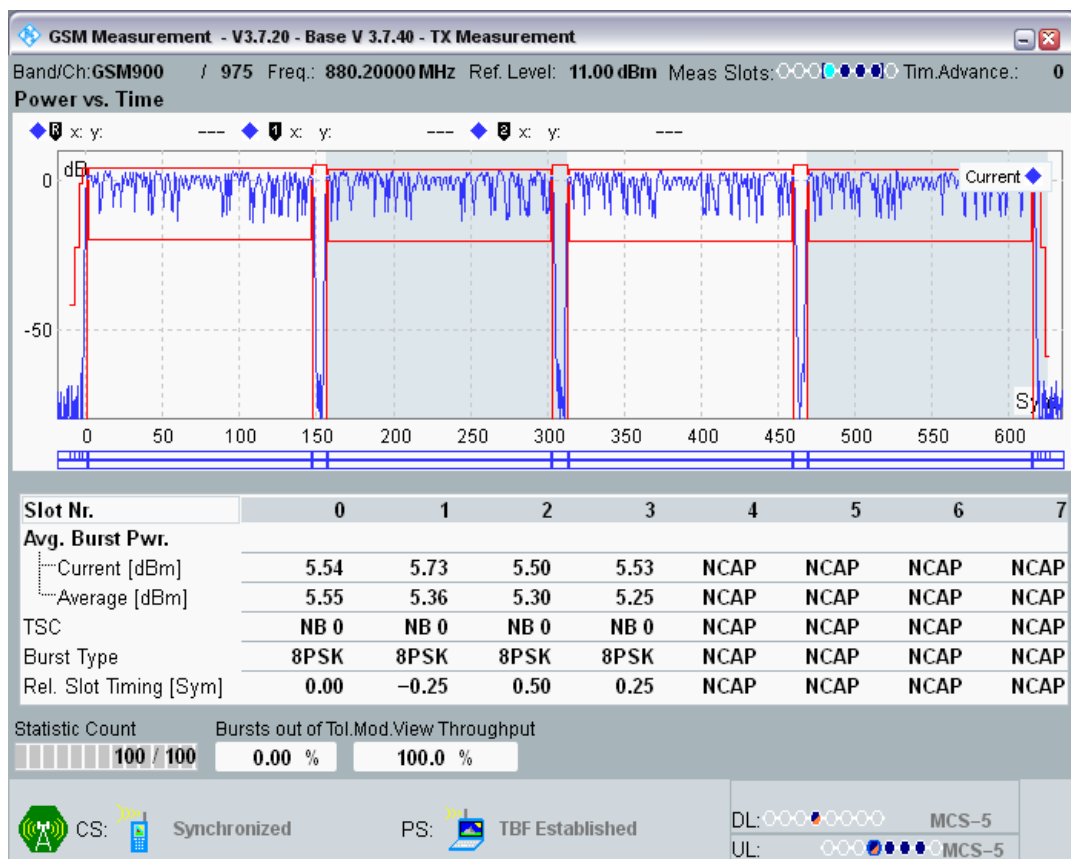 GSM Measurement - V3.7.20 - Base V 3.7.40 - TX Measurement
Band/Ch:GSM900 / 975 Freq.: 880.20000 MHz Ref. Level: 11.00 dBm Meas Slots: Tim.Advance.: 0
Power vs. Time
R x: y: --- 1 x: y: --- 2 x: y: ---
dB
Current
0
-50
0 50 100 150 200 250 300 350 400 450 500 550 600
Slot Nr. 0 1 2 3 4 5 6 7
Avg. Burst Pwr.
Current [dBm] 5.54 5.73 5.50 5.53 NCAP NCAP NCAP NCAP
Average [dBm] 5.55 5.36 5.30 5.25 NCAP NCAP NCAP NCAP
TSC NB 0 NB 0 NB 0 NB 0 NCAP NCAP NCAP NCAP
Burst Type 8PSK 8PSK 8PSK 8PSK NCAP NCAP NCAP NCAP
Rel. Slot Timing [Sym] 0.00 −0.25 0.50 0.25 NCAP NCAP NCAP NCAP
Statistic Count Bursts out of Tol.Mod.View Throughput
100 / 100 0.00 % 100.0 %
CS: Synchronized PS: TBF Established DL: MCS−5
UL: MCS−5